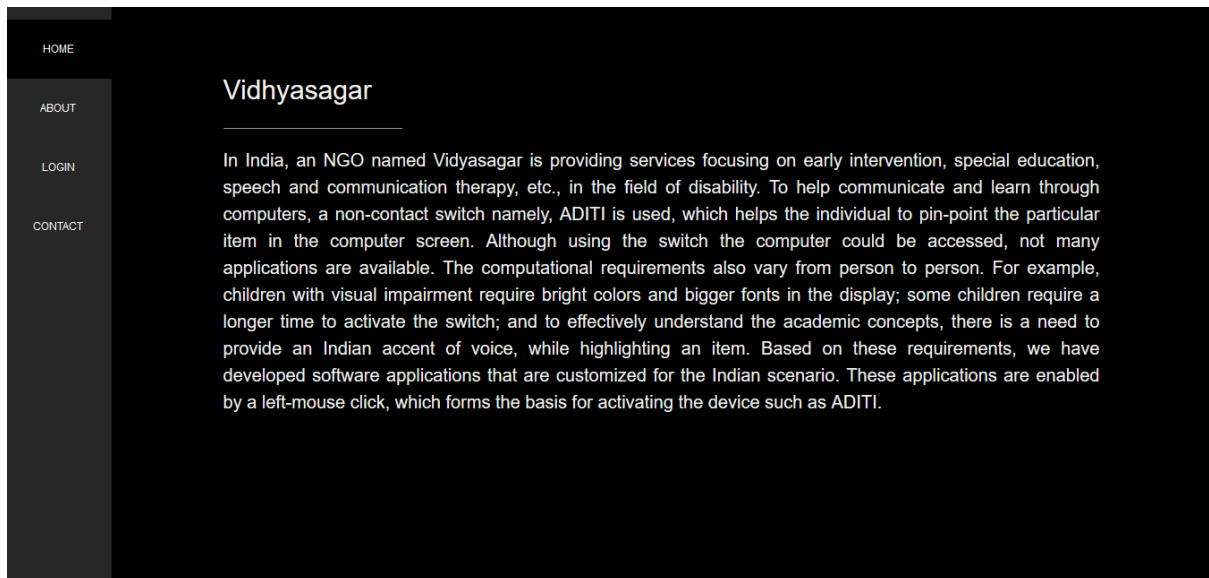 HOME
ABOUT
LOGIN
CONTACT
Vidhyasagar
In India, an NGO named Vidyasagar is providing services focusing on early intervention, special education,
speech and communication therapy, etc., in the field of disability. To help communicate and learn through
computers, a non-contact switch namely, ADITI is used, which helps the individual to pin-point the particular
item in the computer screen. Although using the switch the computer could be accessed, not many
applications are available. The computational requirements also vary from person to person. For example,
children with visual impairment require bright colors and bigger fonts in the display; some children require a
longer time to activate the switch; and to effectively understand the academic concepts, there is a need to
provide an Indian accent of voice, while highlighting an item. Based on these requirements, we have
developed software applications that are customized for the Indian scenario. These applications are enabled
by a left-mouse click, which forms the basis for activating the device such as ADITI.